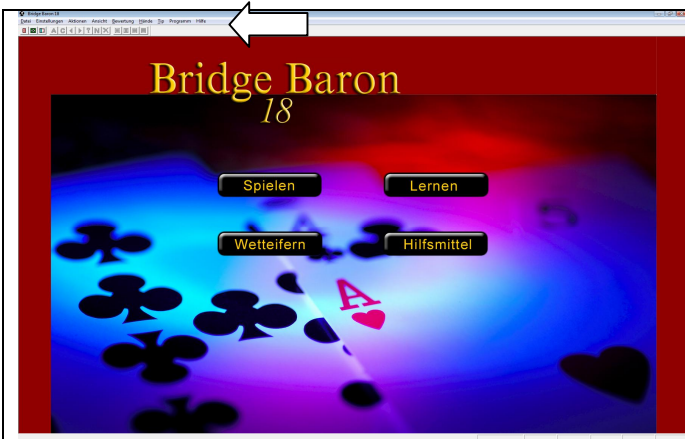 Bridge Baron 18
Datei Einstellungen Aktionen Ansicht Bewertung Hände Tip Programm Hilfe
A C ? N
Bridge Baron
18
Spielen Lernen
Wetteifern Hilfsmittel
A
A